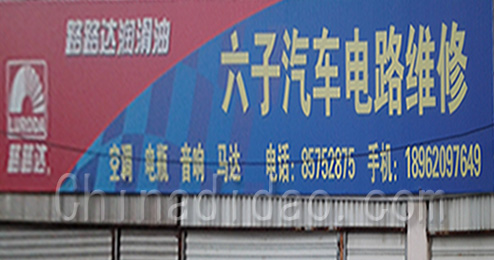 路路达润滑油
LURODA
路路达
六子汽车电路维修
空调 电瓶 音响 马达 电话：85752875 手机：18962097649
Chinadidao.com